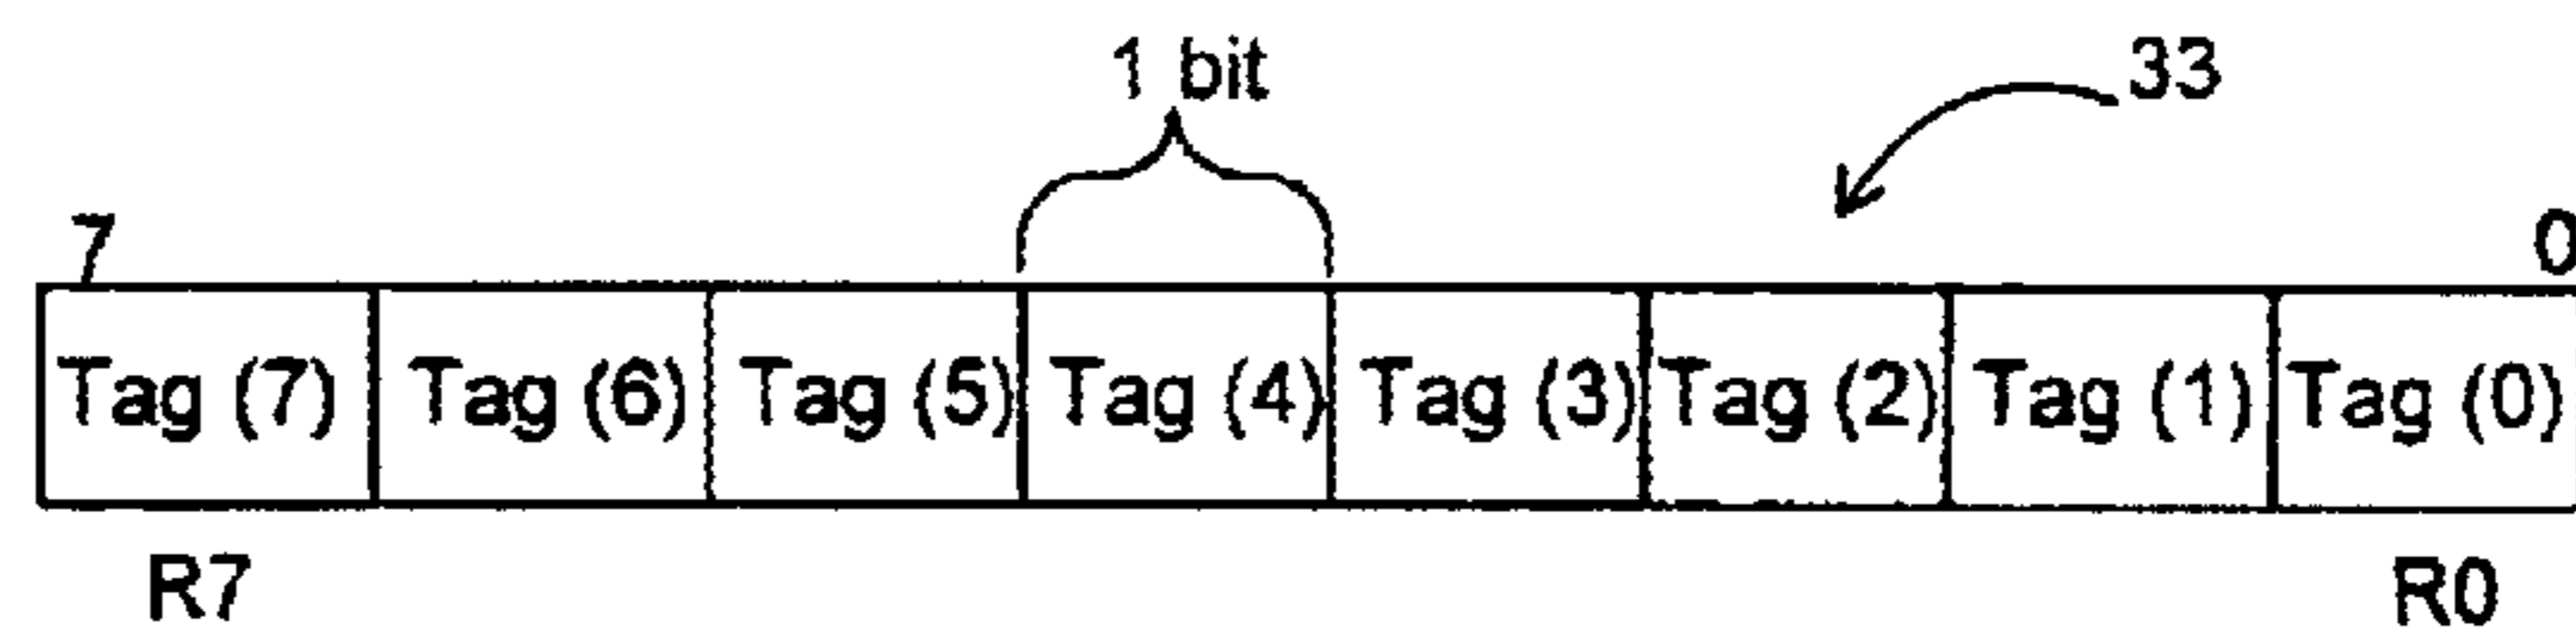 1 bit 33
7 0
Tag (7) Tag (6) Tag (5) Tag (4) Tag (3) Tag (2) Tag (1) Tag (0)
R7 R0